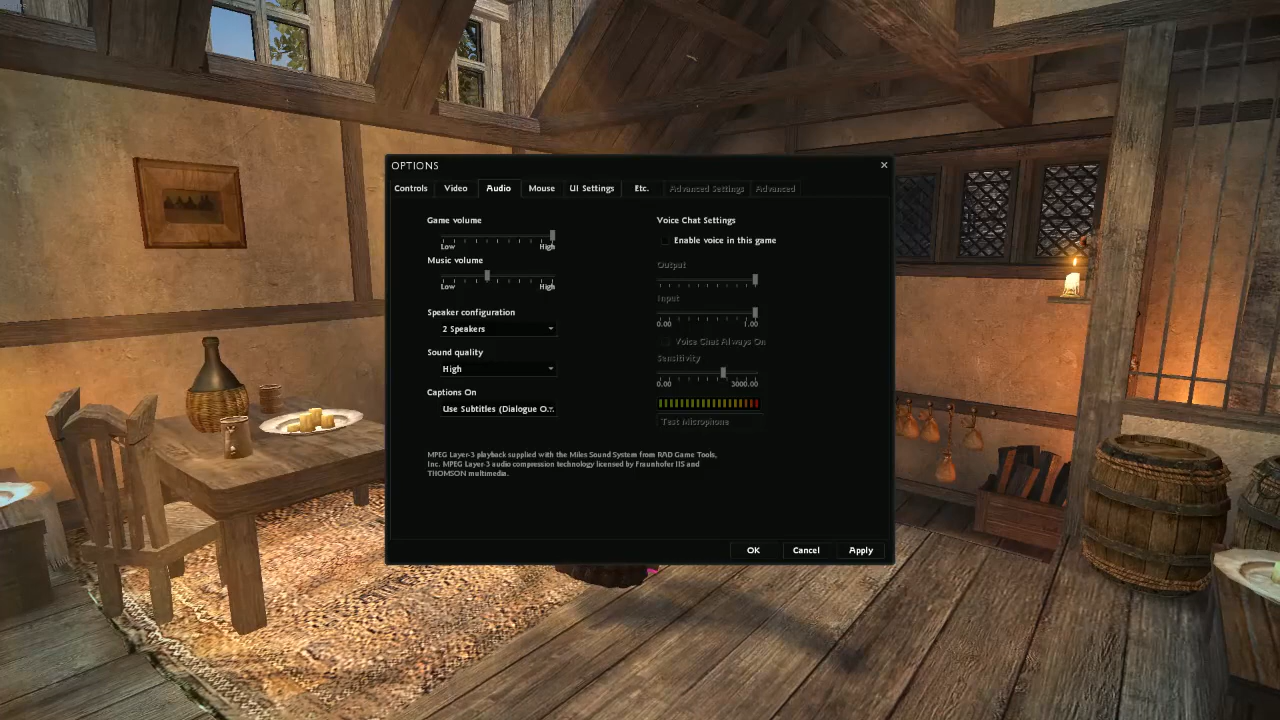 OPTIONS
Controls Video Audio Mouse UI Settings Etc. Advanced Settings Advanced
Game volume
Low High
Music volume
Low High
Speaker configuration
2 Speakers
Sound quality
High
Captions On
Use Subtitles (Dialogue O...
Voice Chat Settings
Enable voice in this game
Output
Input
0.00 1.00
Voice Chat Always On
Sensitivity
0.00 3000.00
Test Microphone
MPEG Layer-3 playback supplied with the Miles Sound System from RAD Game Tools,
Inc. MPEG Layer-3 audio compression technology licensed by Fraunhofer IIS and
THOMSON multimedia.
OK Cancel Apply